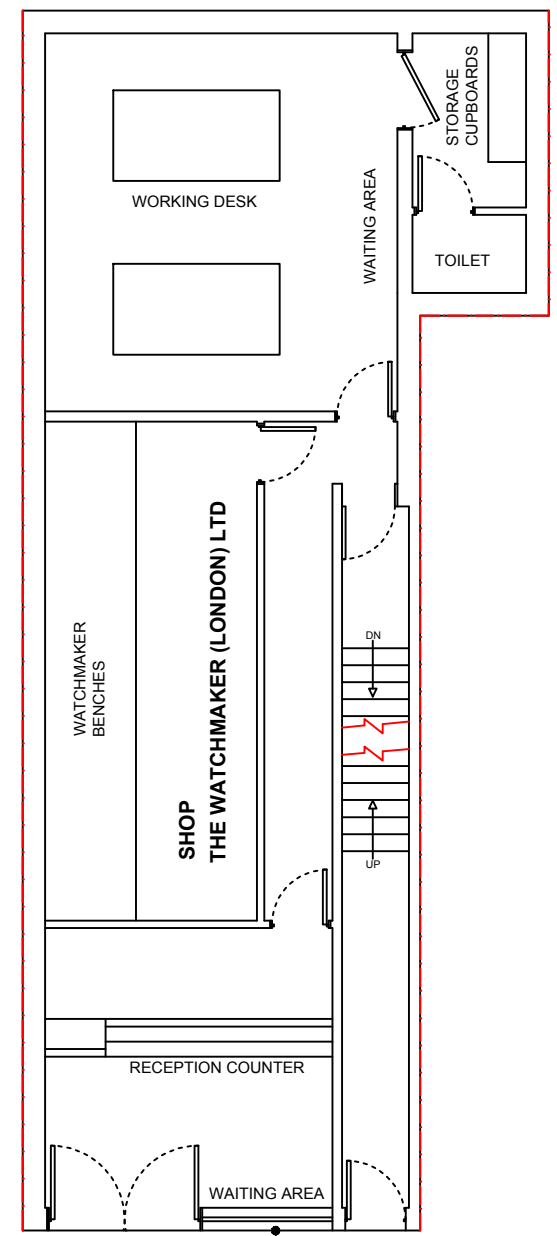 STORAGE
CUPBOARDS
WORKING DESK
WAITING AREA
TOILET
WATCHMAKER
BENCHES
SHOP
THE WATCHMAKER (LONDON) LTD
DN
UP
RECEPTION COUNTER
WAITING AREA